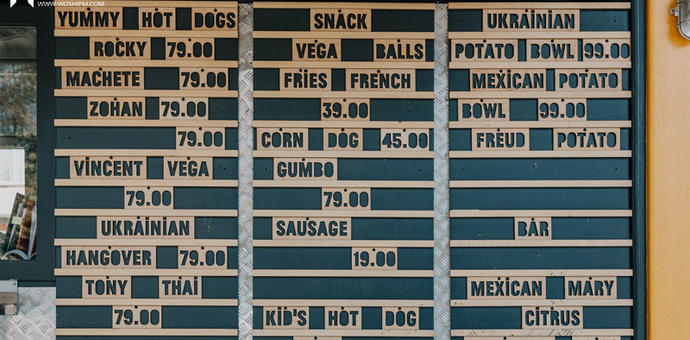 WWW.WOSHIPM.COM
YUMMY HOT DOGS
ROCKY 79.00
MACHETE 79.00
ZOHAN 79.00
79.00
VINCENT VEGA
79.00
UKRAINIAN
HANGOVER 79.00
TONY THAI
79.00
SNACK
VEGA BALLS
FRIES FRENCH
39.00
CORN DOG 45.00
GUMBO
79.00
SAUSAGE
19.00
KID'S HOT DOG
UKRAINIAN
POTATO BOWL 99.00
MEXICAN POTATO
BOWL 99.00
FREUD POTATO
BAR
MEXICAN MARY
CITRUS